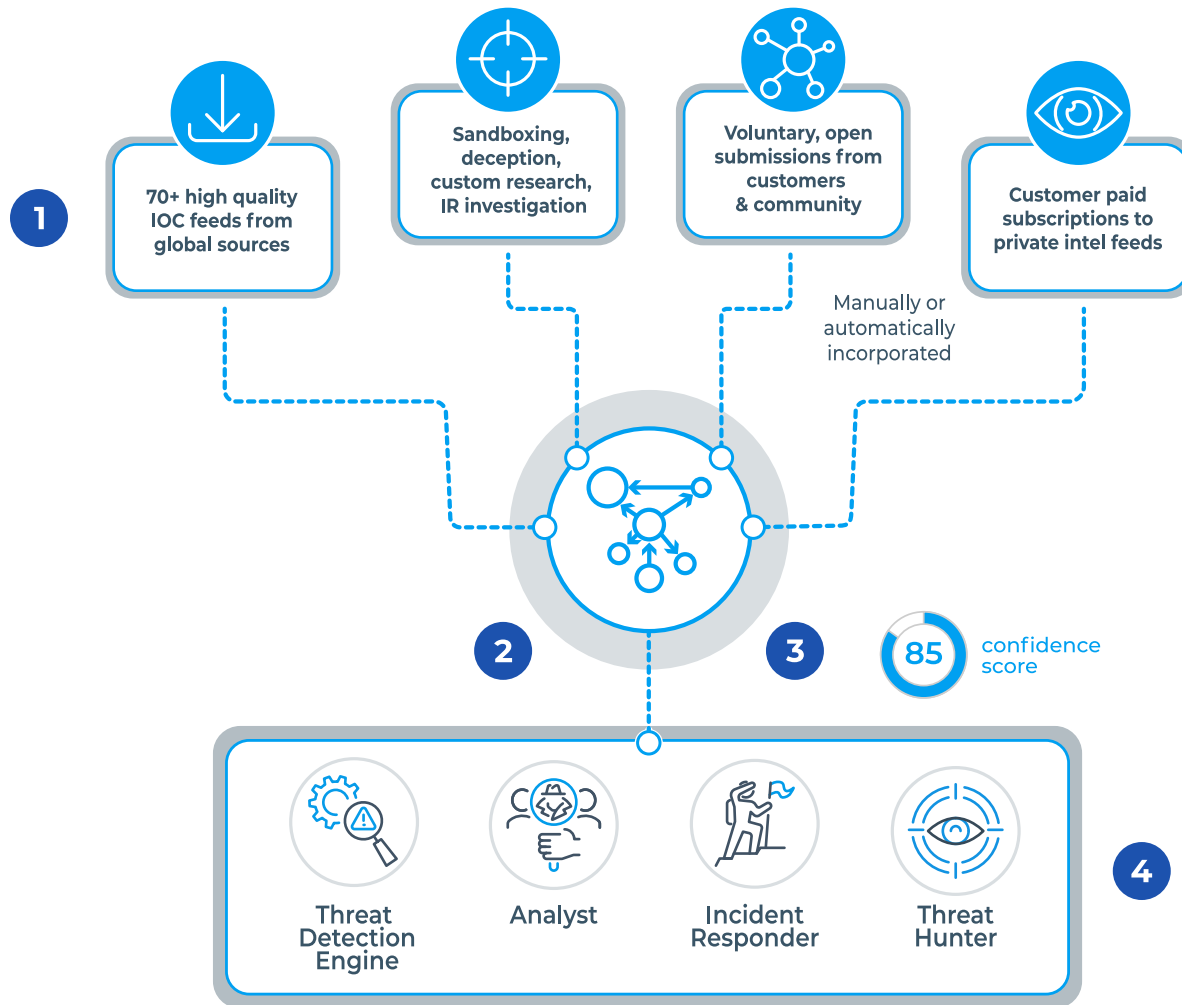 1
70+ high quality
IOC feeds from
global sources
Sandboxing,
deception,
custom research,
IR investigation
Voluntary, open
submissions from
customers
& community
Customer paid
subscriptions to
private intel feeds
Manually or
automatically
incorporated
2
3
85
confidence
score
Threat
Detection
Engine
Analyst
Incident
Responder
Threat
Hunter
4